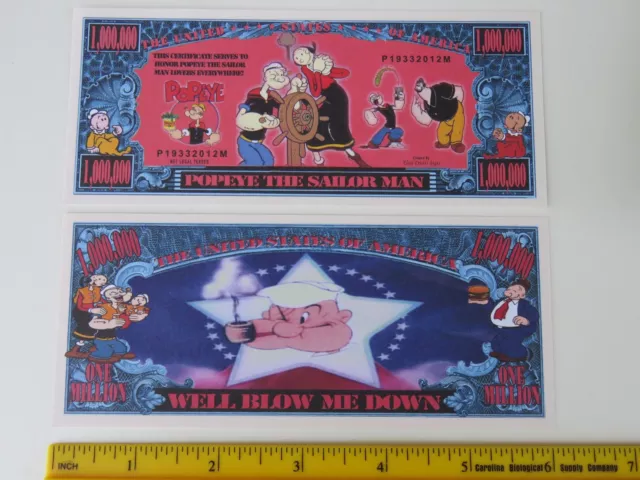 1,000,000 THE UNITED STATES OF AMERICA 1,000,000
THIS CERTIFICATE SERVES TO
HONOR POPEYE THE SAILOR
MAN LOVERS EVERYWHERE!
P19332012M
POPEYE
P19332012M
NOT LEGAL TENDER
1,000,000 1,000,000
POPEYE THE SAILOR MAN
1,000,000 THE UNITED STATES OF AMERICA 1,000,000
ONE MILLION WELL BLOW ME DOWN ONE MILLION
INCH 1 2 3 4 5 Carolina Biological 6 Supply Company 7